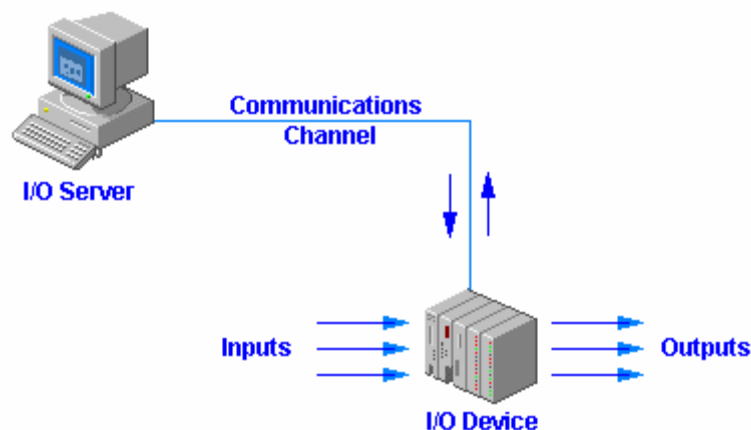 Communications
Channel
I/O Server
Inputs
Outputs
I/O Device